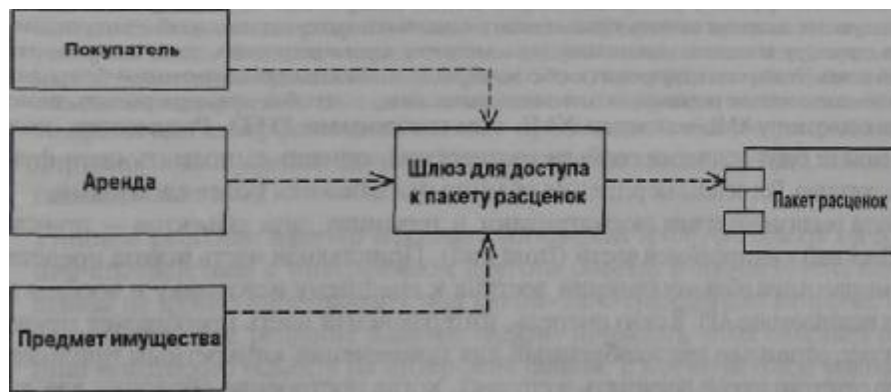 Покупатель
Аренда
Шлюз для доступа
к пакету расценок
Пакет расценок
Предмет имущества